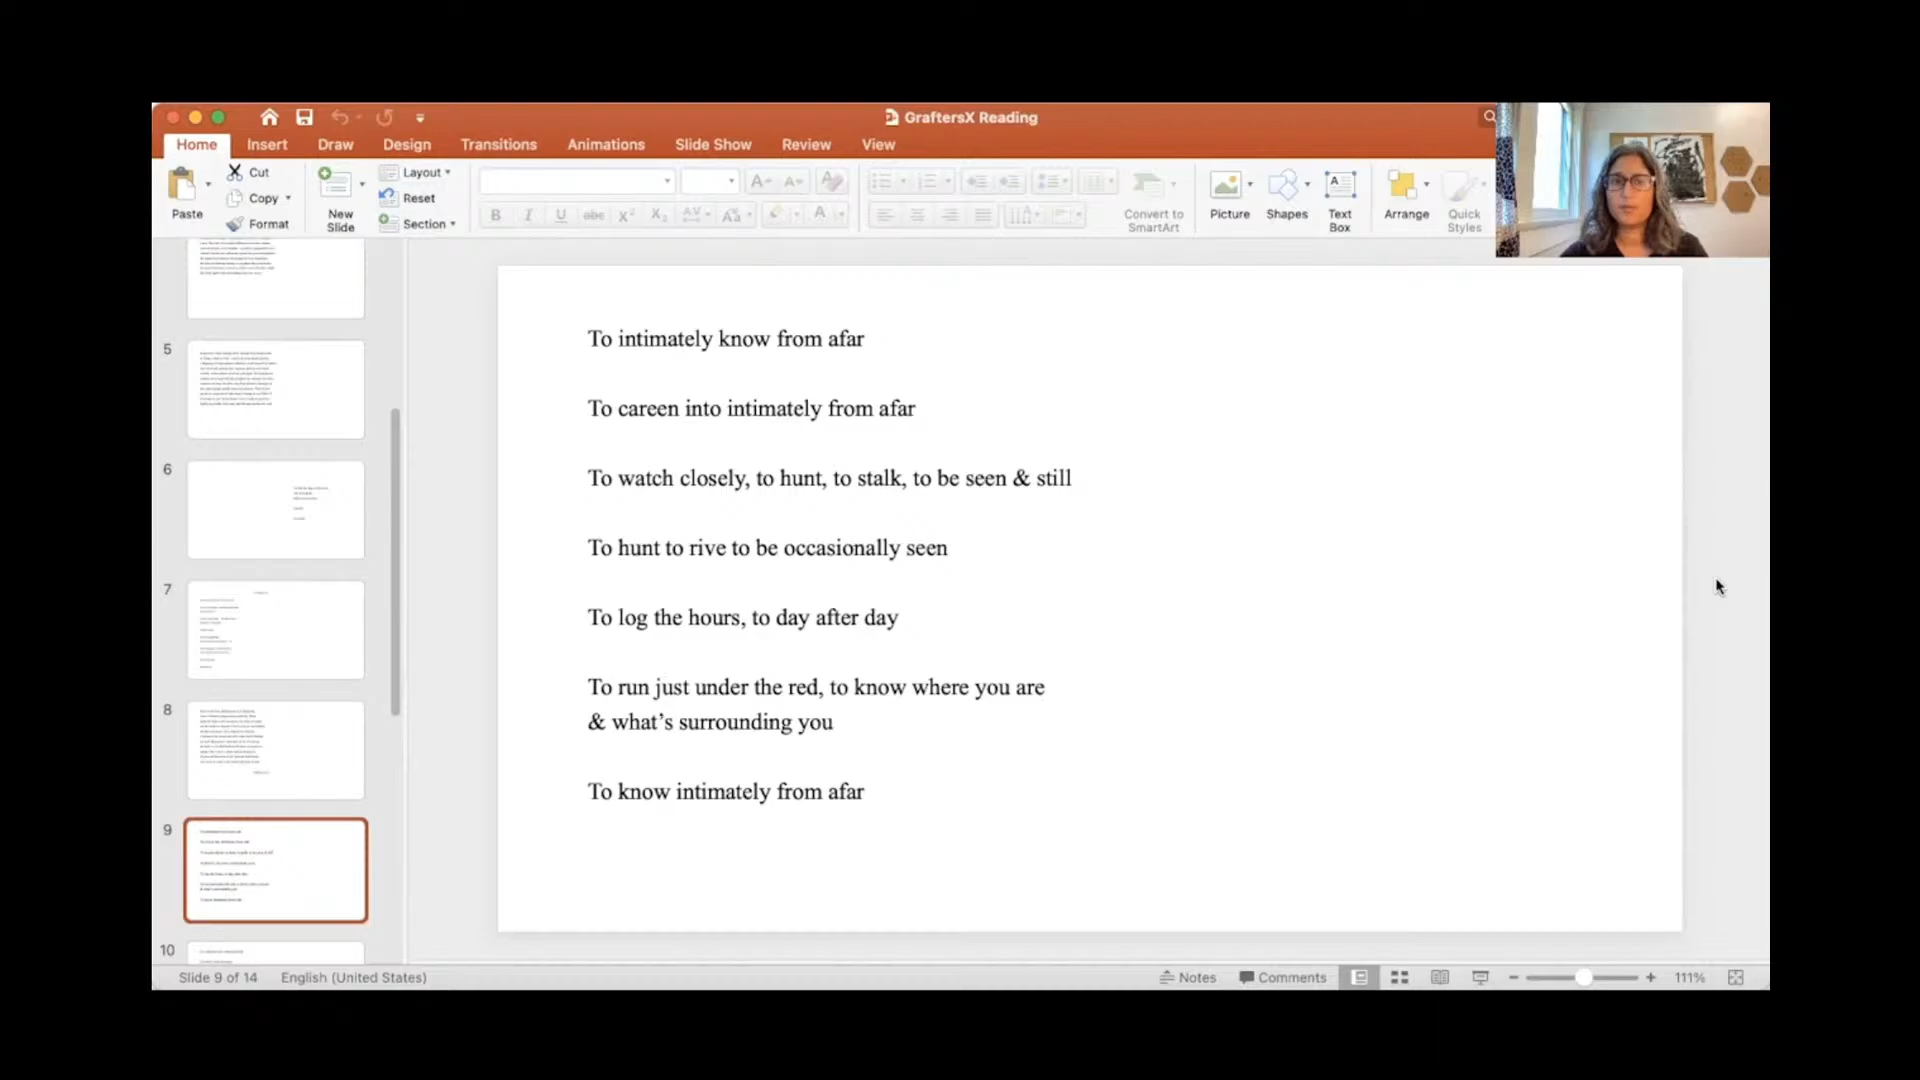 GraftersX Reading
Home Insert Draw Design Transitions Animations Slide Show Review View
Paste
Cut
Copy
Format
New Slide
Layout
Reset
Section
Convert to SmartArt
Picture
Shapes
Text Box
Arrange
Quick Styles
5
6
7
8
9
10
To intimately know from afar
To careen into intimately from afar
To watch closely, to hunt, to stalk, to be seen & still
To hunt to rive to be occasionally seen
To log the hours, to day after day
To run just under the red, to know where you are
& what’s surrounding you
To know intimately from afar
Slide 9 of 14 English (United States) Notes Comments 111%